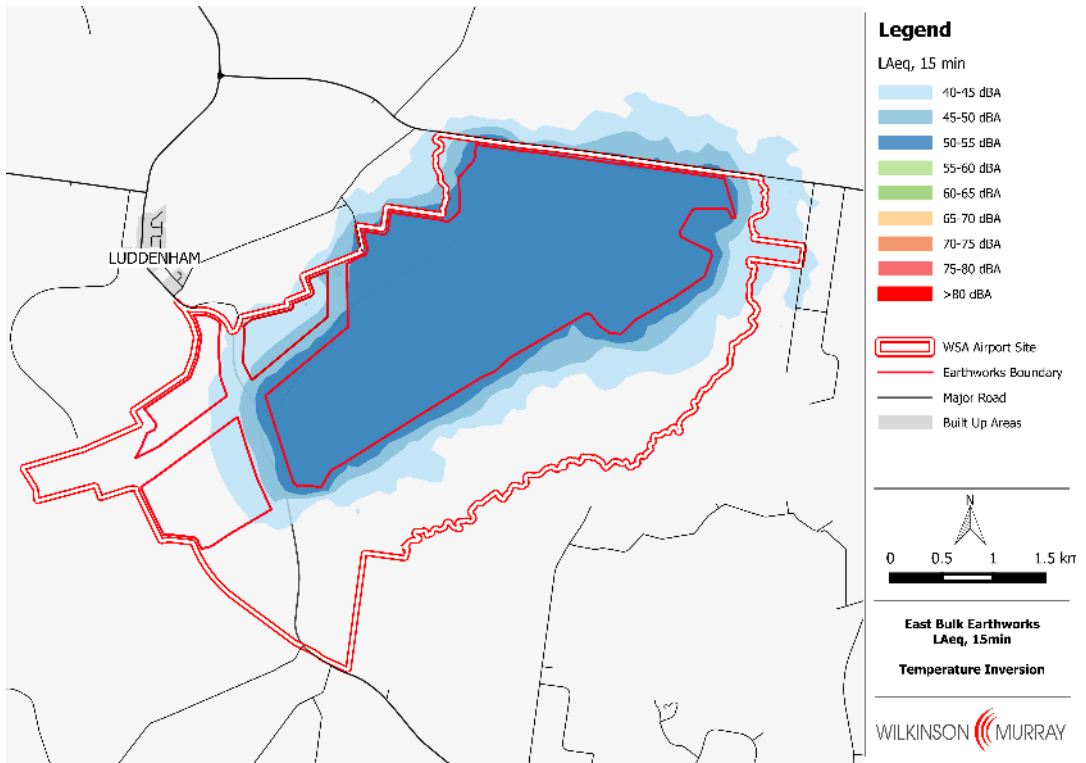 LUDDENHAM
Legend
LAeq, 15 min
40-45 dBA
45-50 dBA
50-55 dBA
55-60 dBA
60-65 dBA
65-70 dBA
70-75 dBA
75-80 dBA
>80 dBA
WSA Airport Site
Earthworks Boundary
Major Road
Built Up Areas
N
0 0.5 1 1.5 km
East Bulk Earthworks
LAeq, 15min
Temperature Inversion
WILKINSON MURRAY